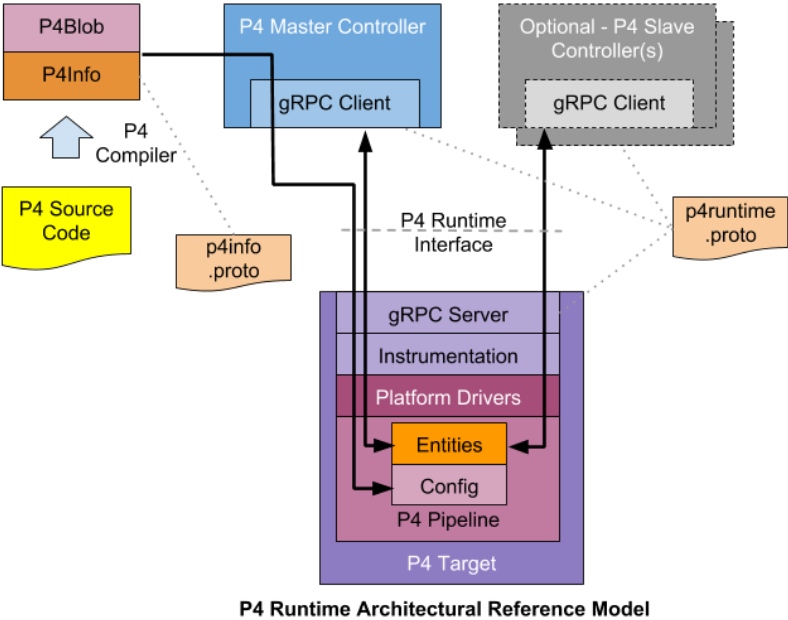 P4Blob
P4Info
P4 Master Controller
gRPC Client
Optional - P4 Slave
Controller(s)
gRPC Client
P4
Compiler
P4 Source
Code
p4info
.proto
P4 Runtime
Interface
p4runtime
.proto
gRPC Server
Instrumentation
Platform Drivers
Entities
Config
P4 Pipeline
P4 Target
P4 Runtime Architectural Reference Model